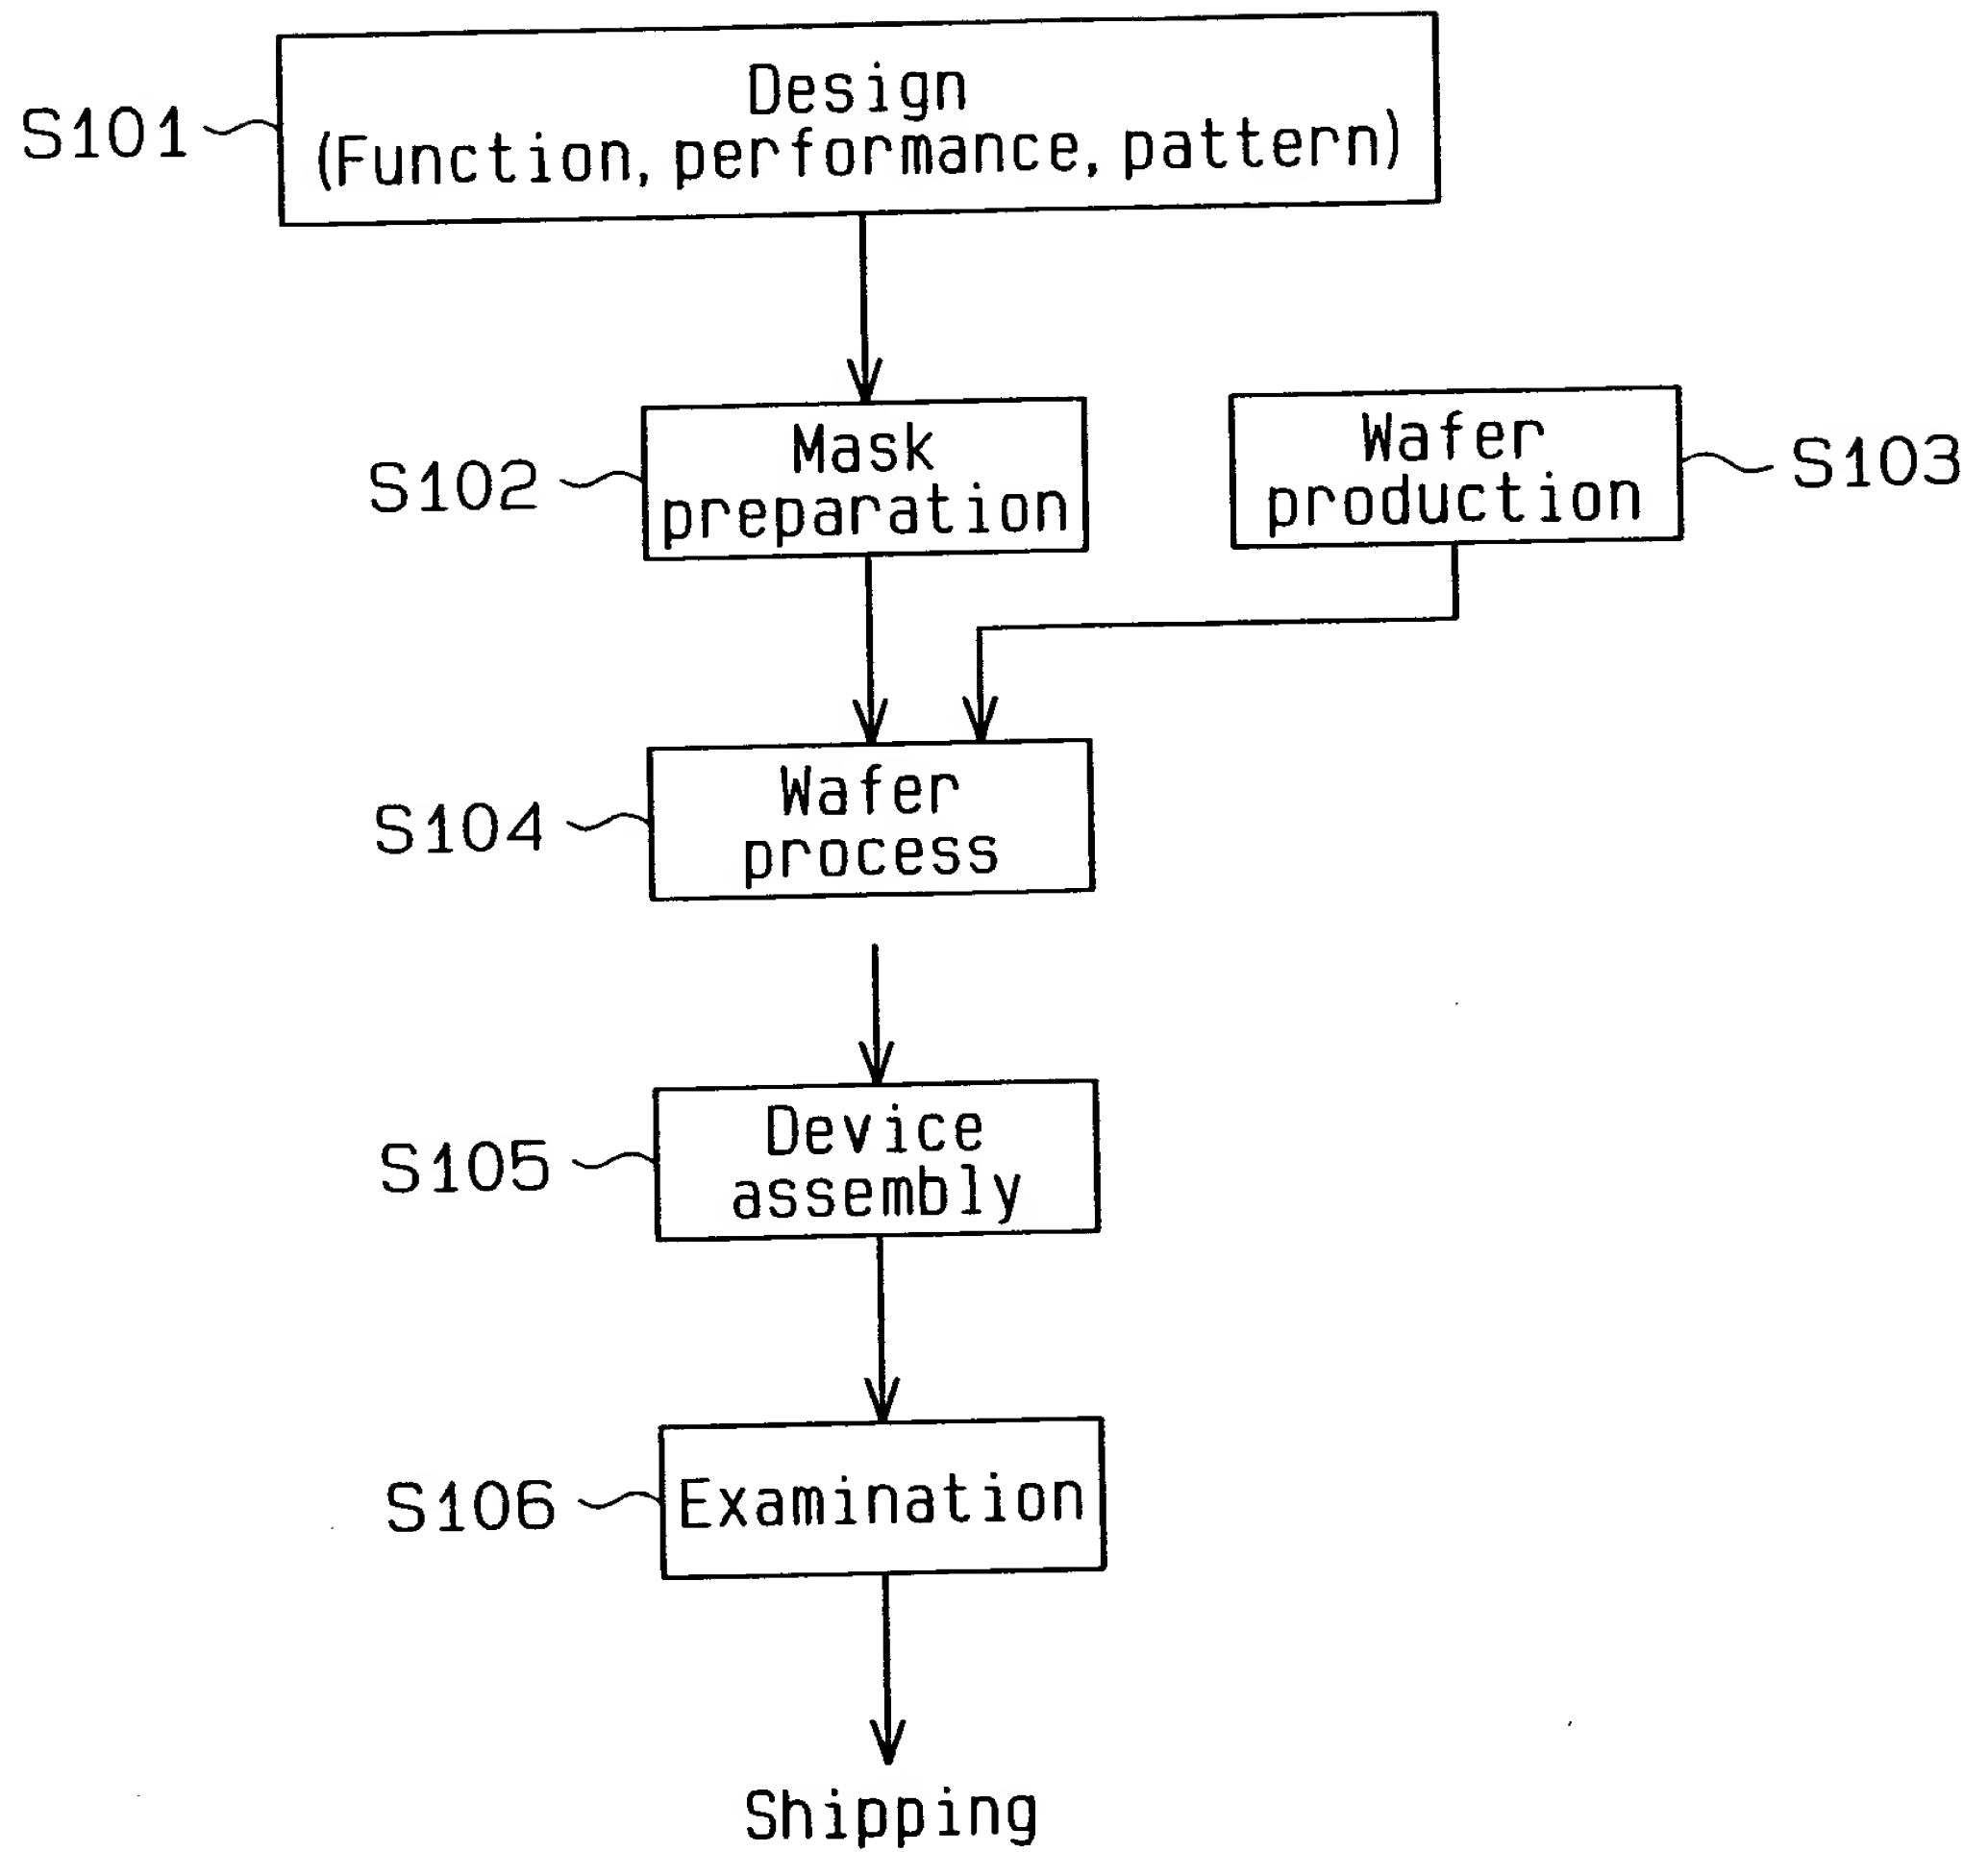 Design
S101
(Function, performance, pattern)
Mask
preparation
S102
Wafer
production
S103
Wafer
process
S104
Device
assembly
S105
S106
Examination
Shipping